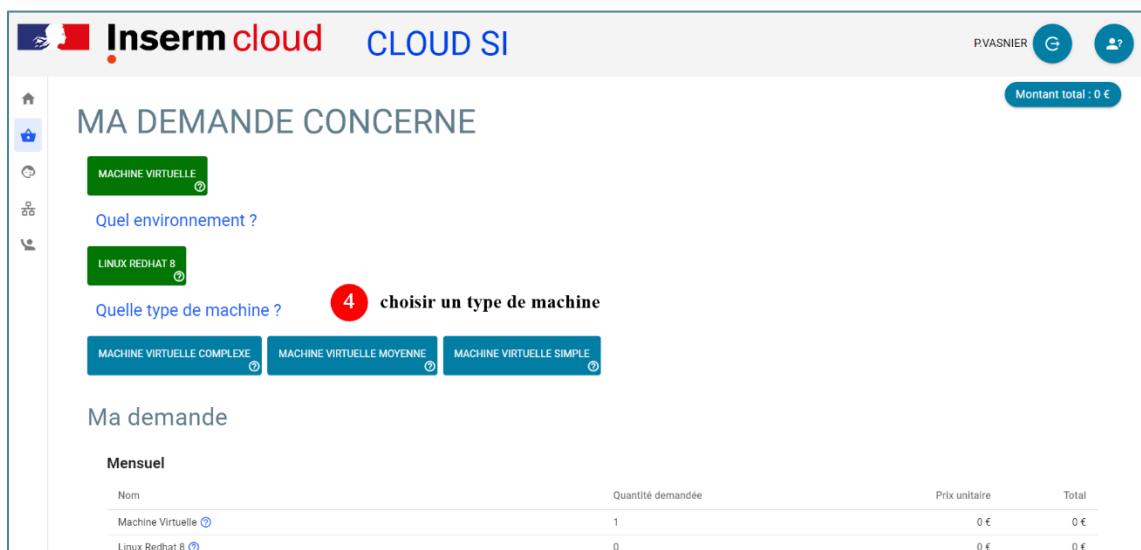 Inserm cloud CLOUD SI P.VASNIER
Montant total : 0 €
MA DEMANDE CONCERNE
MACHINE VIRTUELLE
Quel environnement ?
LINUX REDHAT 8
Quelle type de machine ? 4 choisir un type de machine
MACHINE VIRTUELLE COMPLEXE MACHINE VIRTUELLE MOYENNE MACHINE VIRTUELLE SIMPLE
Ma demande
Mensuel
Nom Quantité demandée Prix unitaire Total
Machine Virtuelle 1 0 € 0 €
Linux Redhat 8 0 0 € 0 €